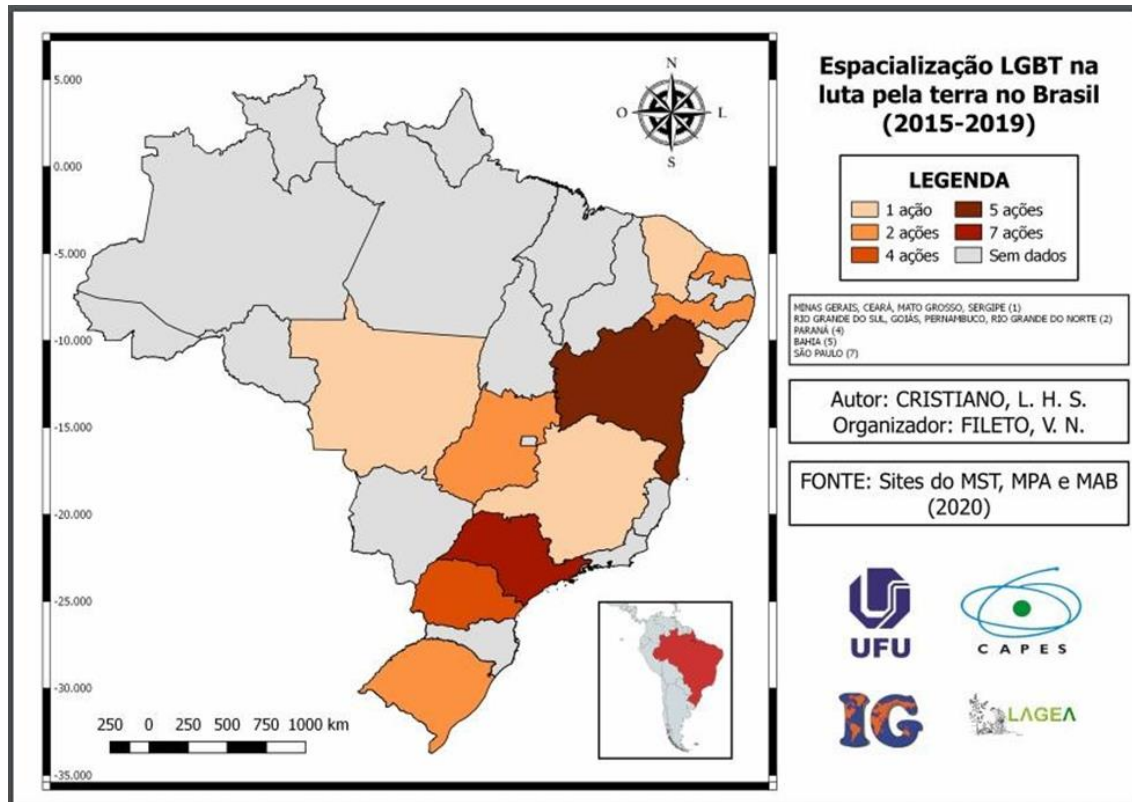 Espacialização LGBT na
luta pela terra no Brasil
(2015-2019)
LEGENDA
1 ação
2 ações
4 ações
5 ações
7 ações
Sem dados
MINAS GERAIS, CEARÁ, MATO GROSSO, SERGIPE (1)
RIO GRANDE DO SUL, GOIÁS, PERNAMBUCO, RIO GRANDE DO NORTE (2)
PARANÁ (4)
BAHIA (5)
SÃO PAULO (7)
Autor: CRISTIANO, L. H. S.
Organizador: FILETO, V. N.
FONTE: Sites do MST, MPA e MAB
(2020)
UFU
CAPES
IG
LAGEA
N
O
L
S
5.000
0.000
-5.000
-10.000
-15.000
-20.000
-25.000
-30.000
-35.000
250 0 250 500 750 1000 km